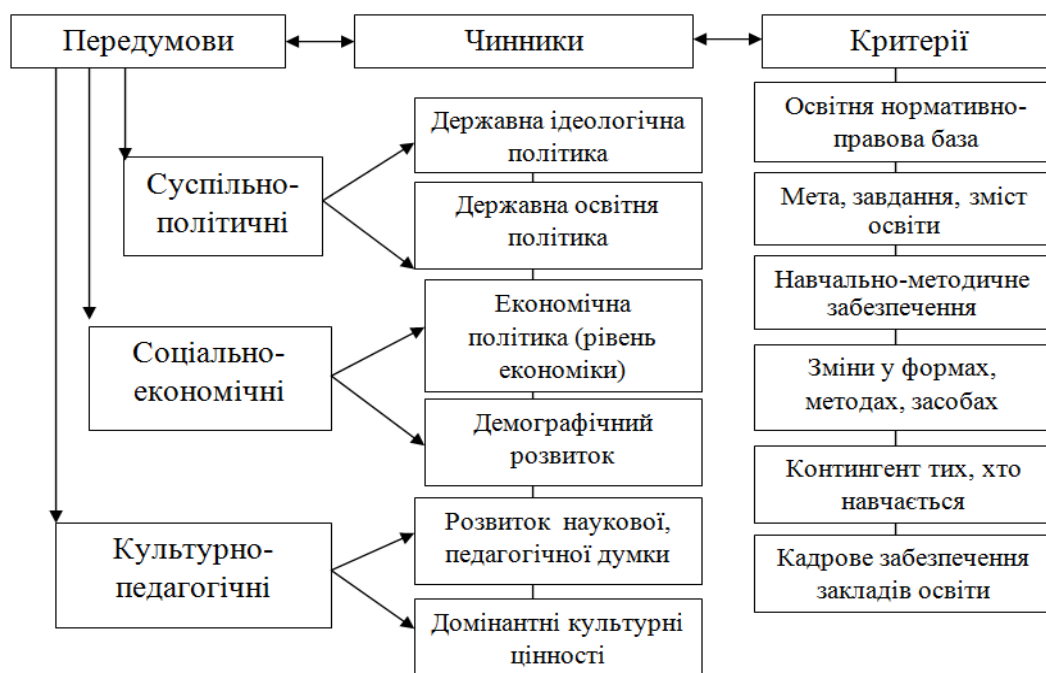 Передумови
Чинники
Критерії
Суспільно-
політичні
Соціально-
економічні
Культурно-
педагогічні
Державна ідеологічна
політика
Державна освітня
політика
Економічна
політика (рівень
економіки)
Демографічний
розвиток
Розвиток наукової,
педагогічної думки
Домінантні культурні
цінності
Освітня нормативно-
правова база
Мета, завдання, зміст
освіти
Навчально-методичне
забезпечення
Зміни у формах,
методах, засобах
Контингент тих, хто
навчається
Кадрове забезпечення
закладів освіти